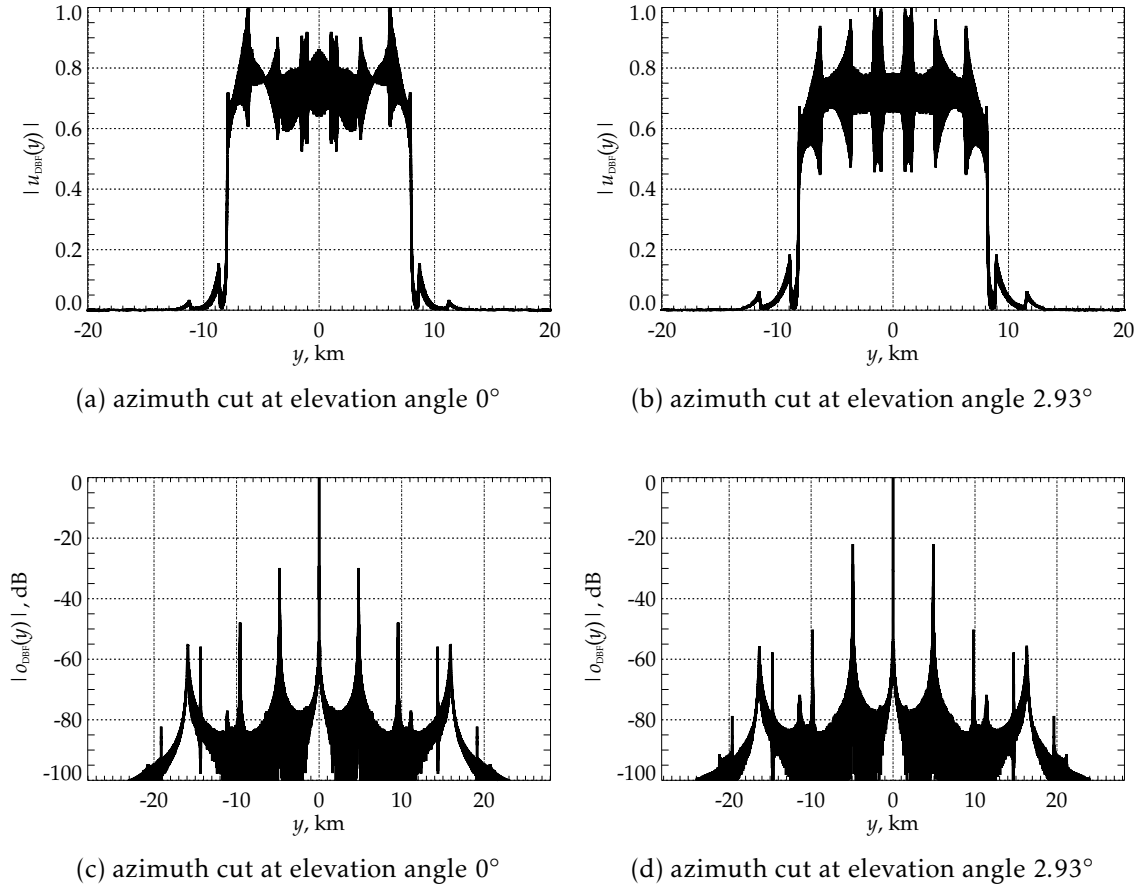 1.0
0.8
0.6
0.4
0.2
0.0
| u_DBF(y) |
-20 -10 0 10 20
y, km
(a) azimuth cut at elevation angle 0°
1.0
0.8
0.6
0.4
0.2
0.0
| u_DBF(y) |
-20 -10 0 10 20
y, km
(b) azimuth cut at elevation angle 2.93°
0
-20
-40
-60
-80
-100
| o_DBF(y) | , dB
-20 -10 0 10 20
y, km
(c) azimuth cut at elevation angle 0°
0
-20
-40
-60
-80
-100
| o_DBF(y) | , dB
-20 -10 0 10 20
y, km
(d) azimuth cut at elevation angle 2.93°